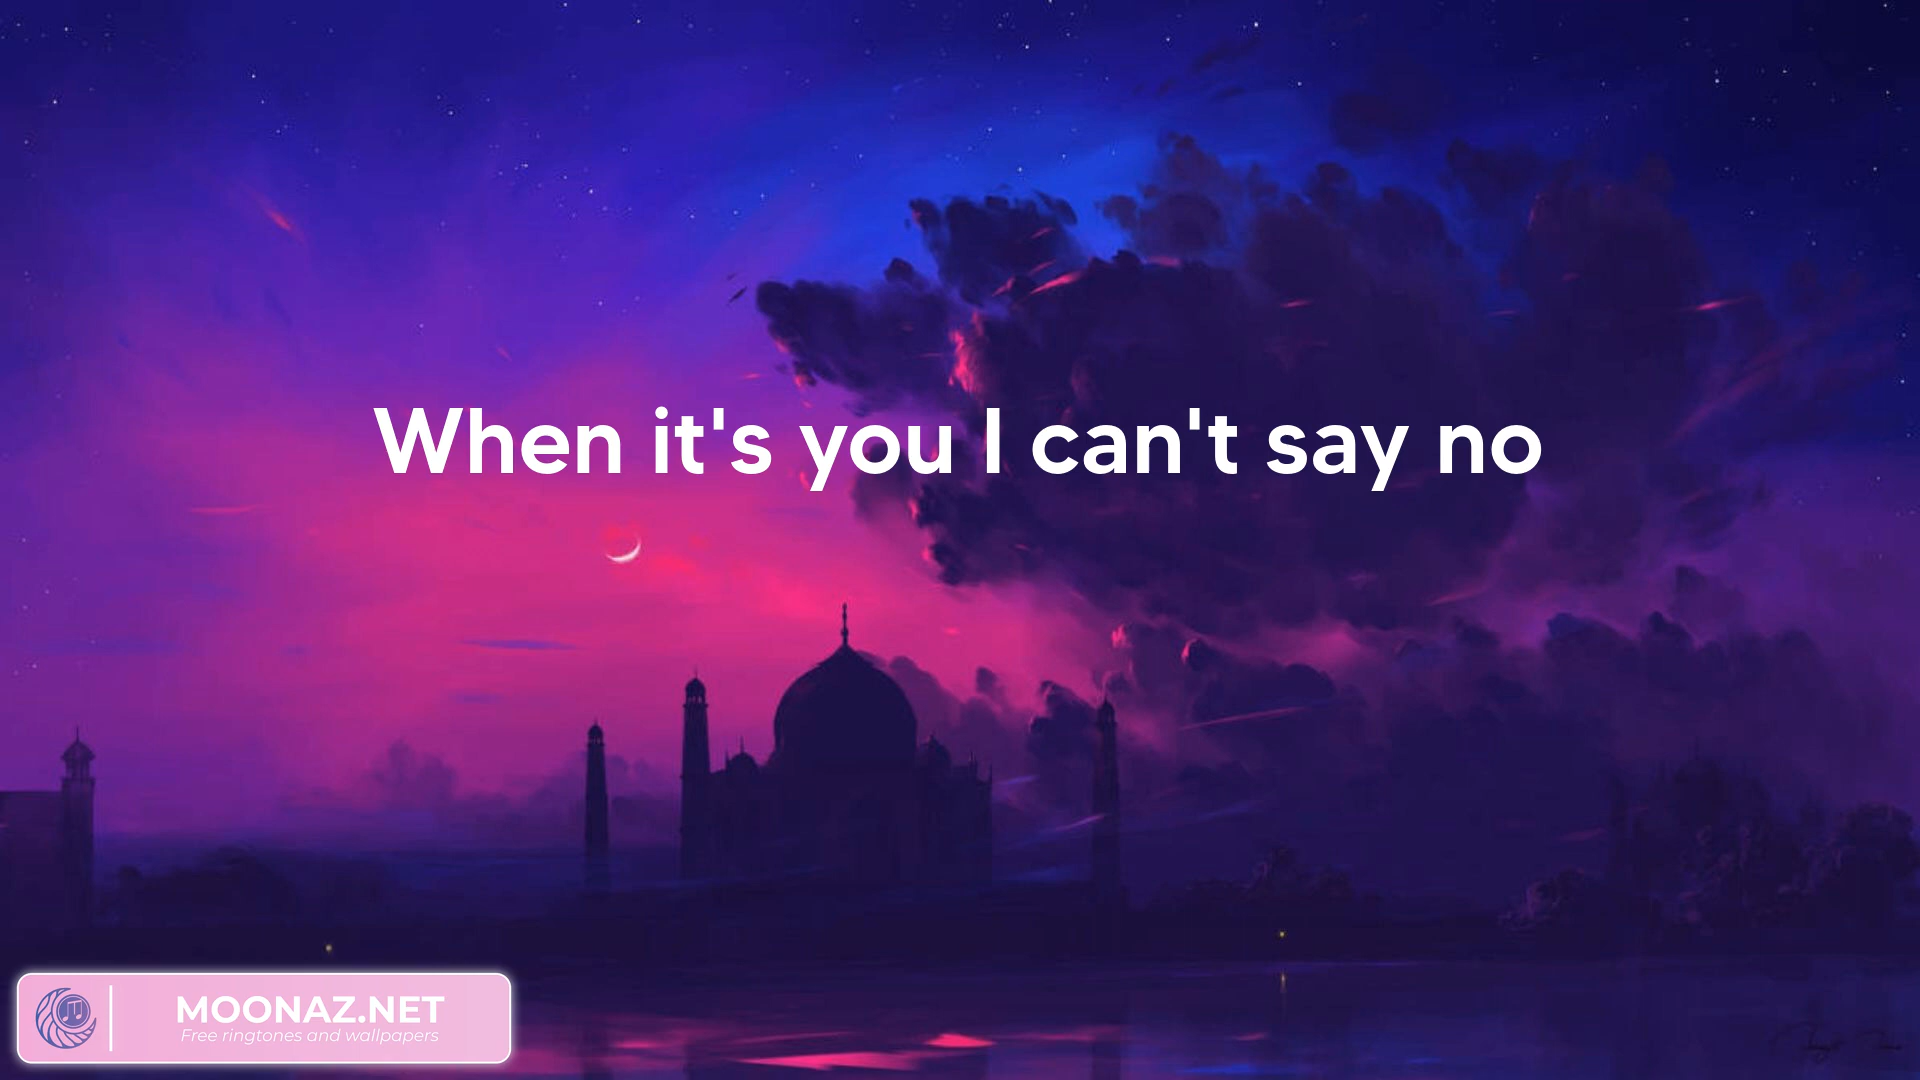 When it's you I can't say no
MOONAZ.NET
Free ringtones and wallpapers